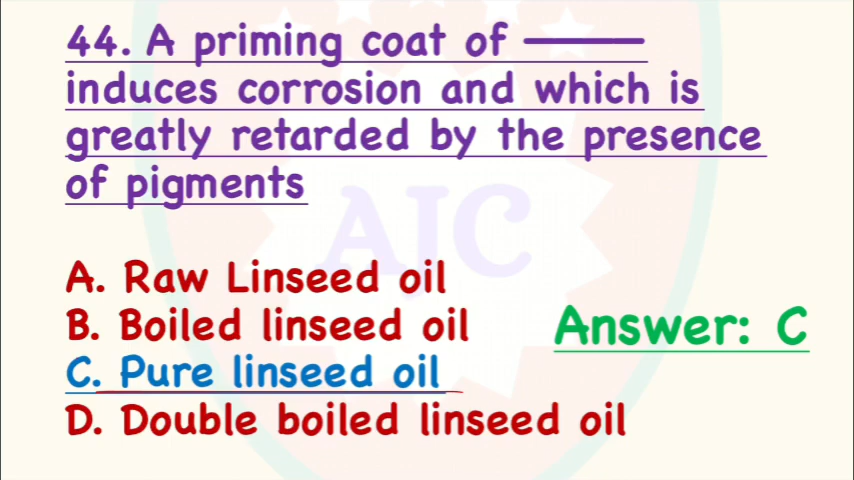 44. A priming coat of ———
induces corrosion and which is
greatly retarded by the presence
of pigments
AJC
A. Raw Linseed oil
B. Boiled linseed oil
Answer: C
C. Pure linseed oil
D. Double boiled linseed oil